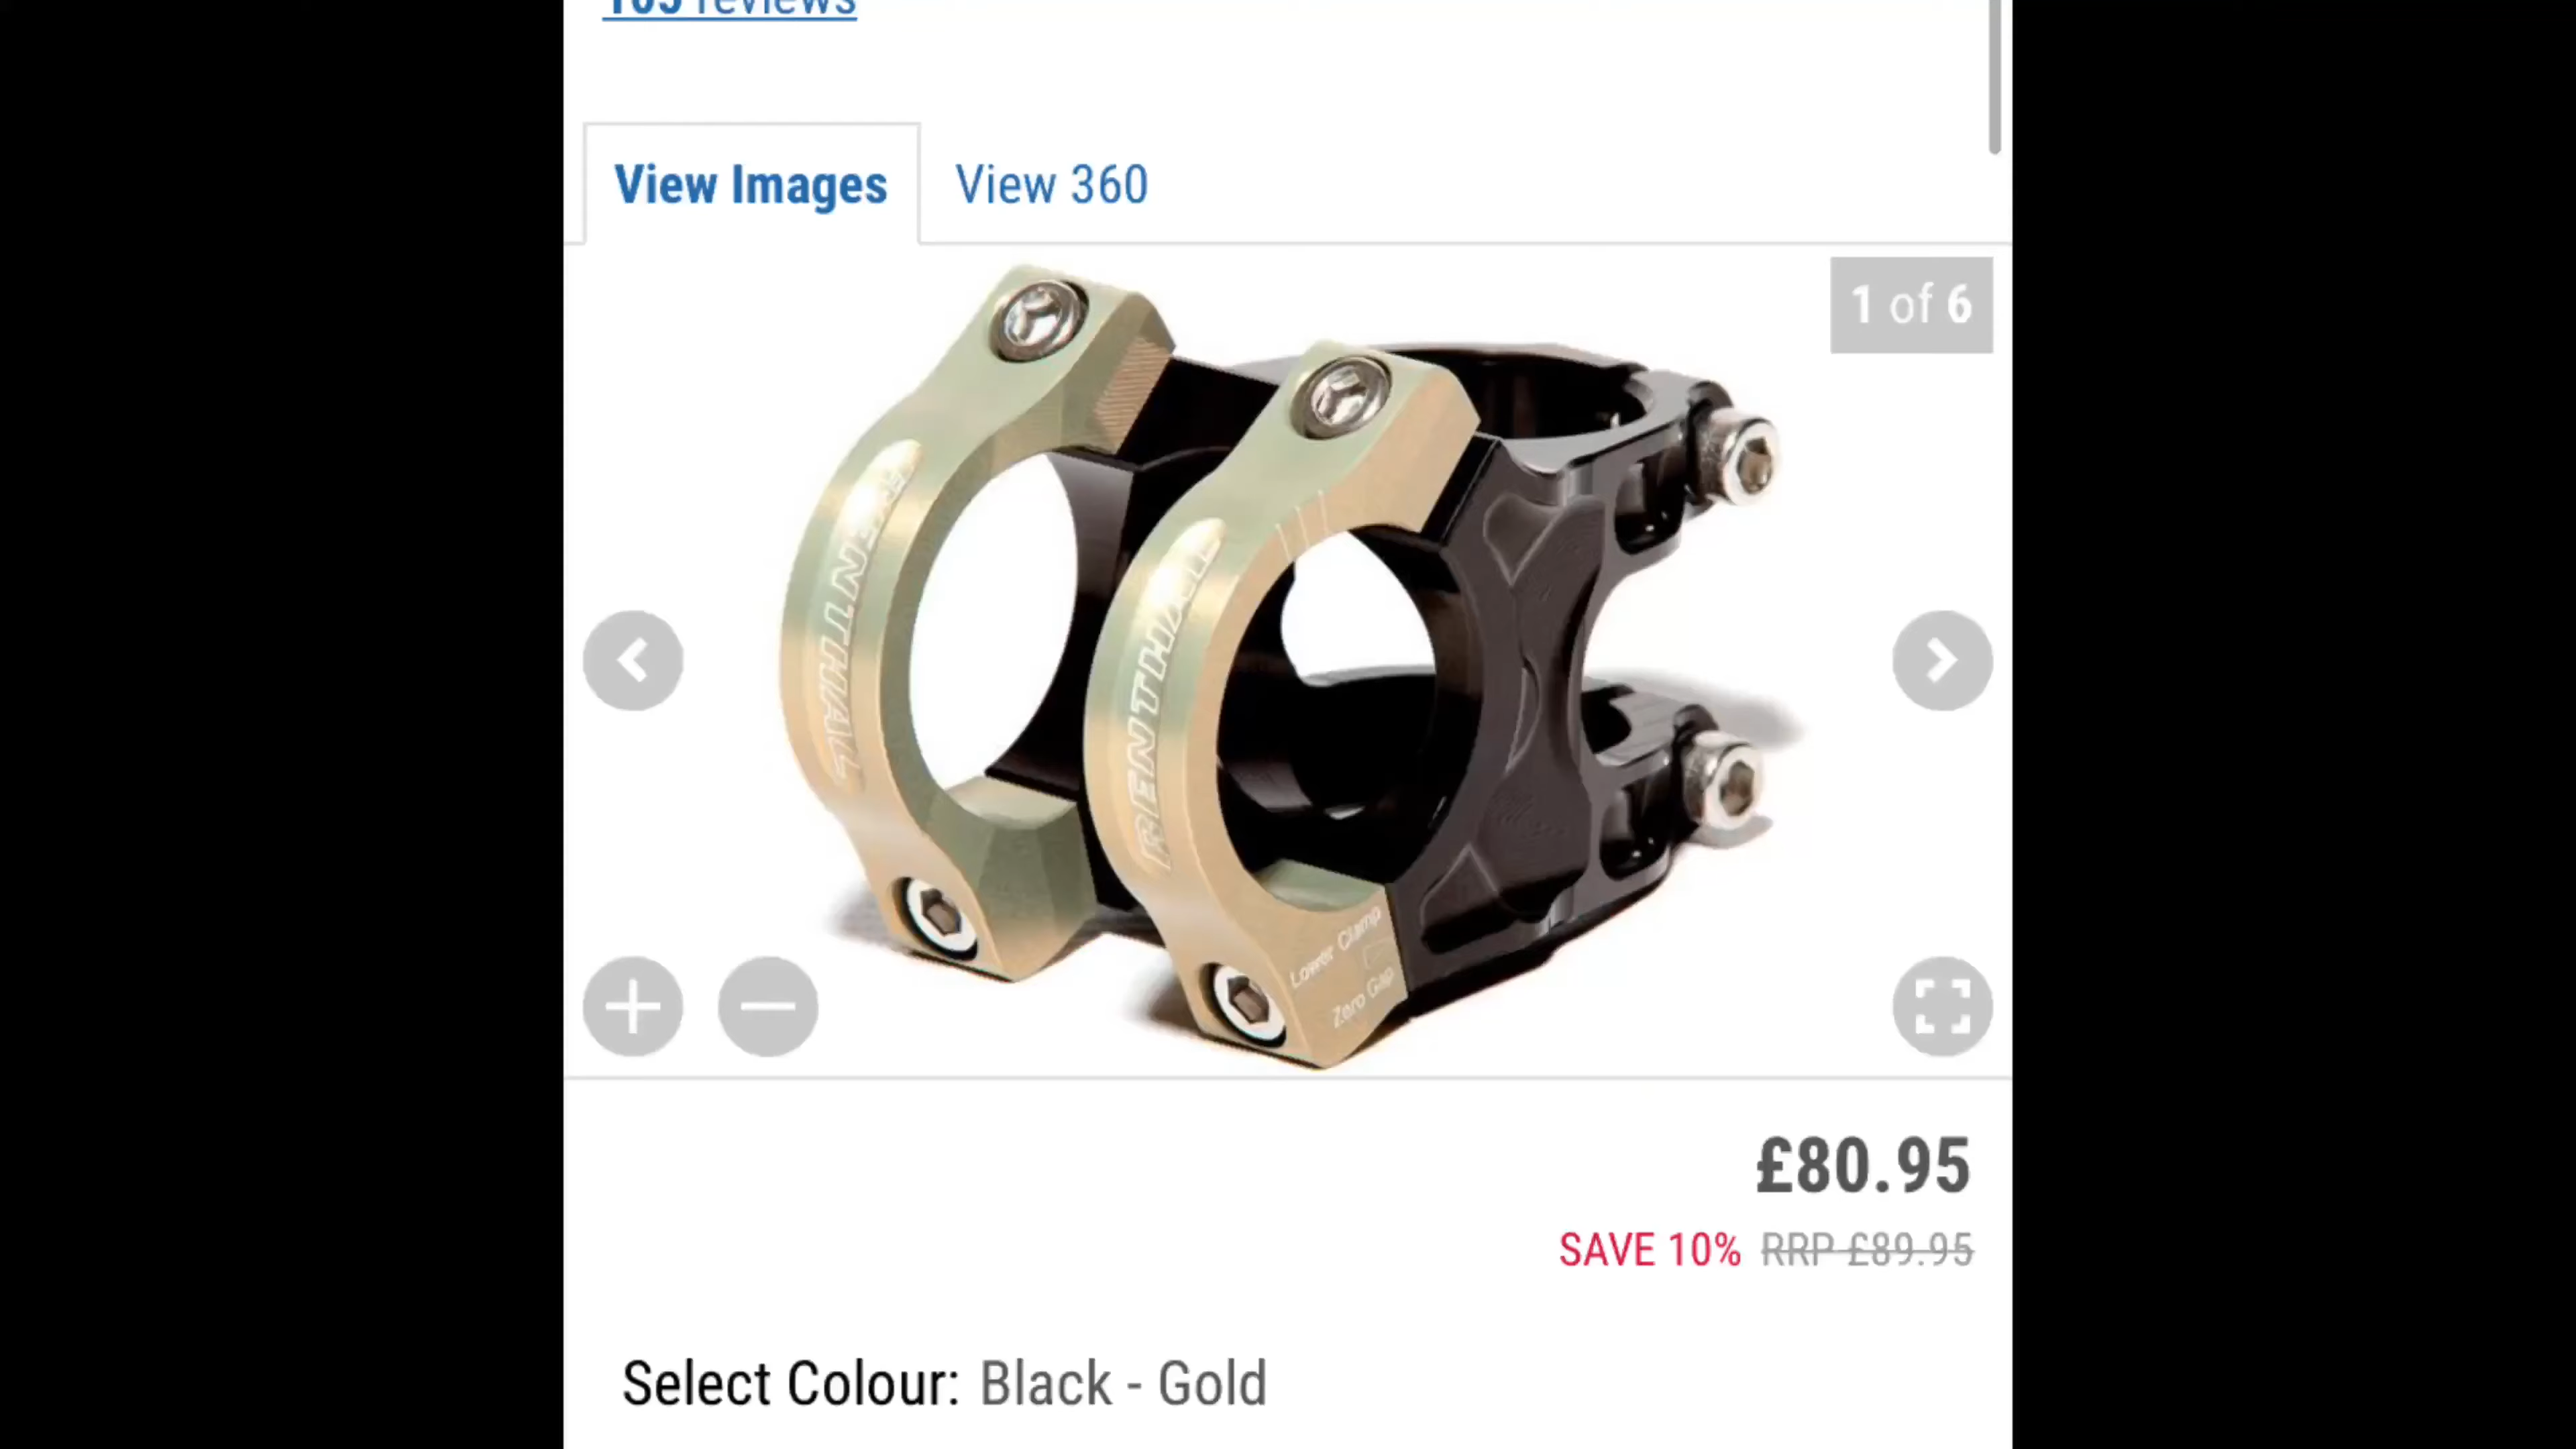 reviews
View Images View 360
1 of 6
RENTHAL
RENTHAL
Lower Clamp
Zero Gap
£80.95
SAVE 10% RRP £89.95
Select Colour: Black - Gold